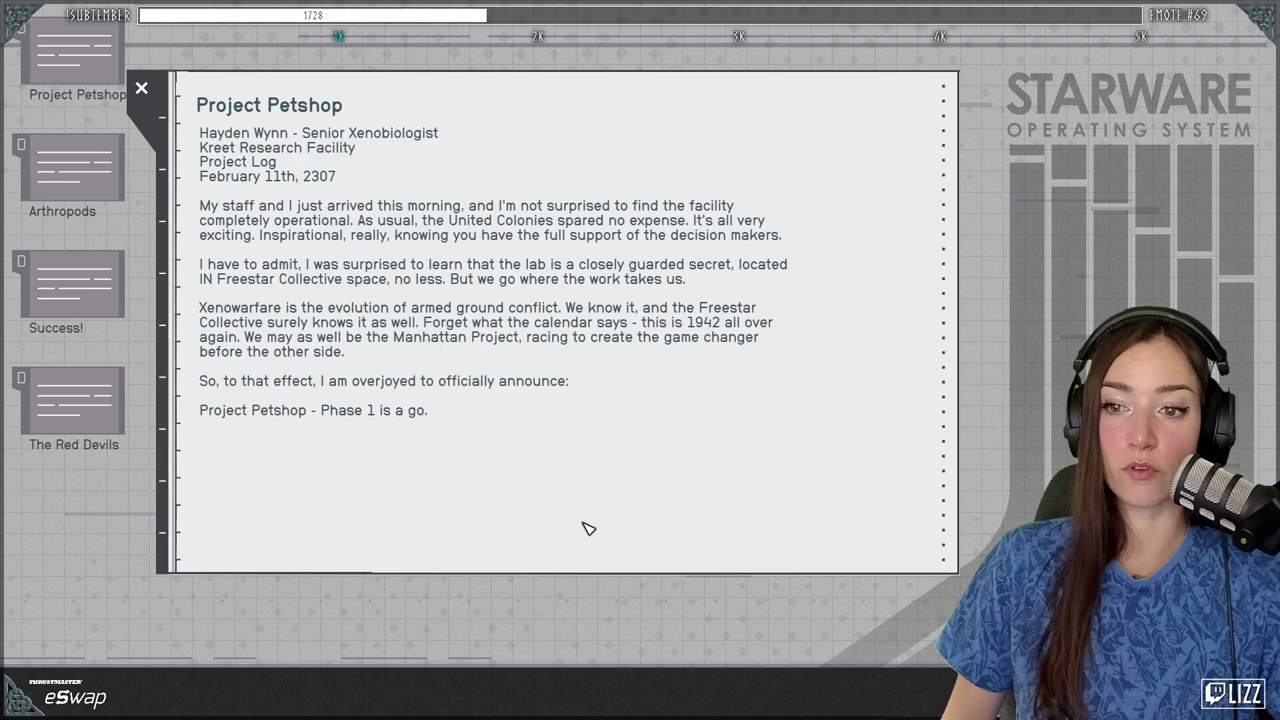 !SUBTEMBER
1728
EMOTE #69
1K
2K
3K
4K
5K
Project Petshop
Arthropods
Success!
The Red Devils
Project Petshop
Hayden Wynn - Senior Xenobiologist
Kreet Research Facility
Project Log
February 11th, 2307
My staff and I just arrived this morning, and I'm not surprised to find the facility
completely operational. As usual, the United Colonies spared no expense. It's all very
exciting. Inspirational, really, knowing you have the full support of the decision makers.
I have to admit, I was surprised to learn that the lab is a closely guarded secret, located
IN Freestar Collective space, no less. But we go where the work takes us.
Xenowarfare is the evolution of armed ground conflict. We know it, and the Freestar
Collective surely knows it as well. Forget what the calendar says - this is 1942 all over
again. We may as well be the Manhattan Project, racing to create the game changer
before the other side.
So, to that effect, I am overjoyed to officially announce:
Project Petshop - Phase 1 is a go.
STARWARE
OPERATING SYSTEM
THRUSTMASTER
eSwap
LIZZ